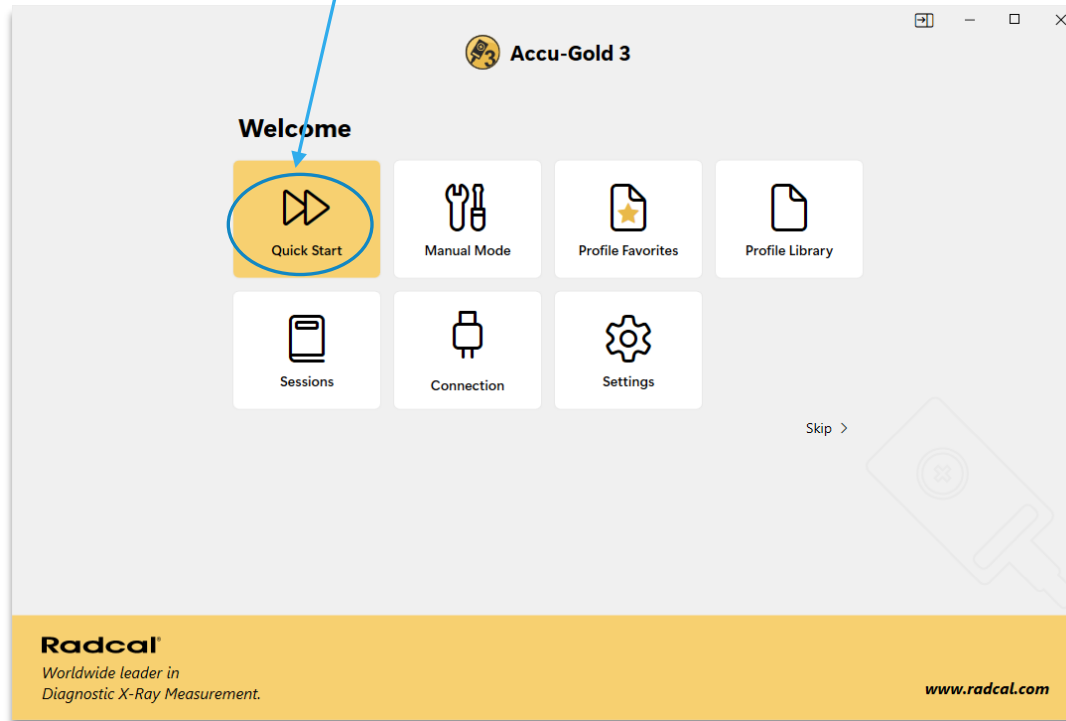 Accu-Gold 3
Welcome
Quick Start
Manual Mode
Profile Favorites
Profile Library
Sessions
Connection
Settings
Skip >
Radcal®
Worldwide leader in
Diagnostic X-Ray Measurement.
www.radcal.com